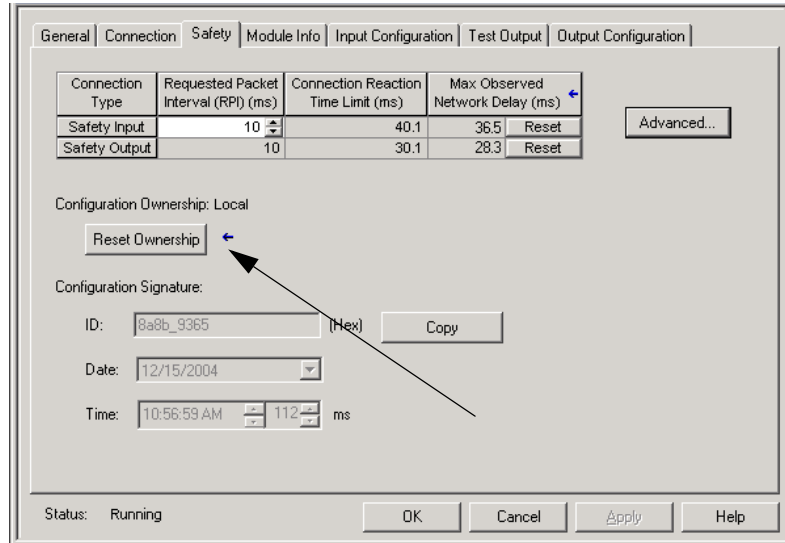 General Connection Safety Module Info Input Configuration Test Output Output Configuration
Connection Type Requested Packet Interval (RPI) (ms) Connection Reaction Time Limit (ms) Max Observed Network Delay (ms)
Safety Input 10 40.1 36.5 Reset
Safety Output 10 30.1 28.3 Reset
Advanced...
Configuration Ownership: Local
Reset Ownership
Configuration Signature:
ID: 8a8b_9365 (Hex) Copy
Date: 12/15/2004
Time: 10:56:59 AM 112 ms
Status: Running OK Cancel Apply Help